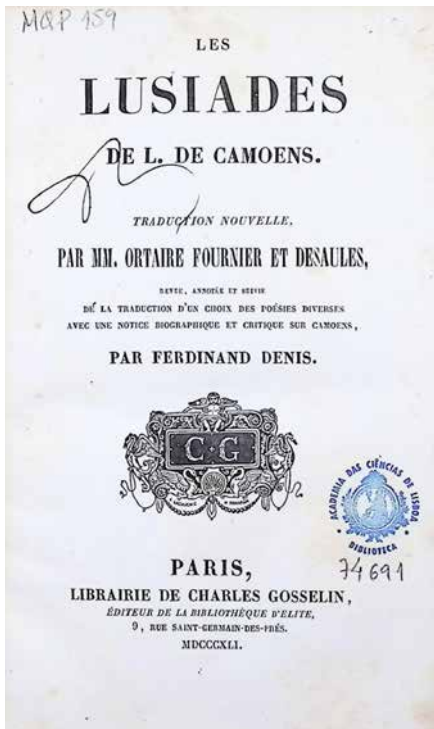 MQP 159
LES
LUSIADES
DE L. DE CAMOENS.
TRADUCTION NOUVELLE,
PAR MM. ORTAIRE FOURNIER ET DESAULES,
REVUE, ANNOTÉE ET SUIVIE
DE LA TRADUCTION D'UN CHOIX DES POÉSIES DIVERSES
AVEC UNE NOTICE BIOGRAPHIQUE ET CRITIQUE SUR CAMOENS,
PAR FERDINAND DENIS.
C·G
ACADEMIA DAS CIÊNCIAS DE LISBOA
BIBLIOTECA
74691
PARIS,
LIBRAIRIE DE CHARLES GOSSELIN,
ÉDITEUR DE LA BIBLIOTHÈQUE D'ELITE,
9, RUE SAINT-GERMAIN-DES-PRÉS.
MDCCCXLI.